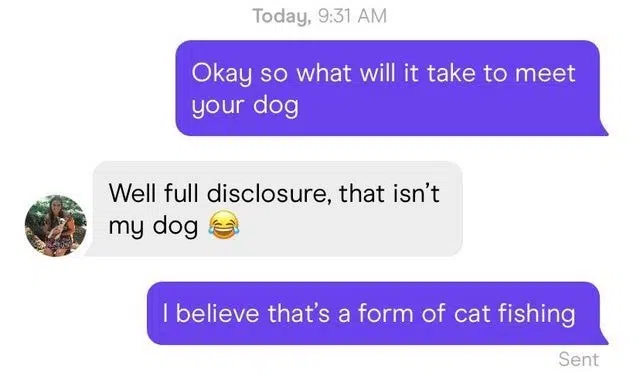 Today, 9:31 AM
Okay so what will it take to meet
your dog
Well full disclosure, that isn't
my dog 😂
I believe that's a form of cat fishing
Sent